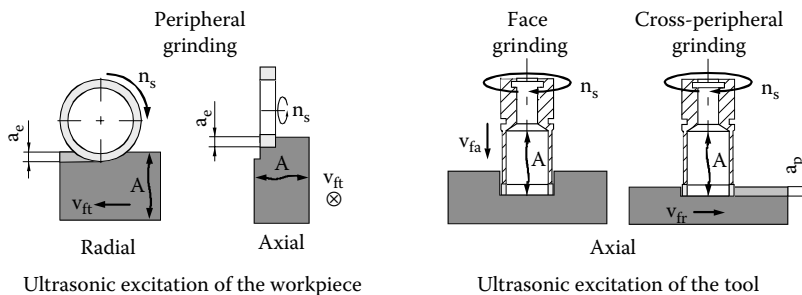 Peripheral
grinding
Face
grinding
Cross-peripheral
grinding
n_s
a_e
A
v_ft
n_s
a_e
A
v_ft
n_s
v_fa
A
n_s
A
a_p
v_fr
Radial
Axial
Axial
Ultrasonic excitation of the workpiece
Ultrasonic excitation of the tool